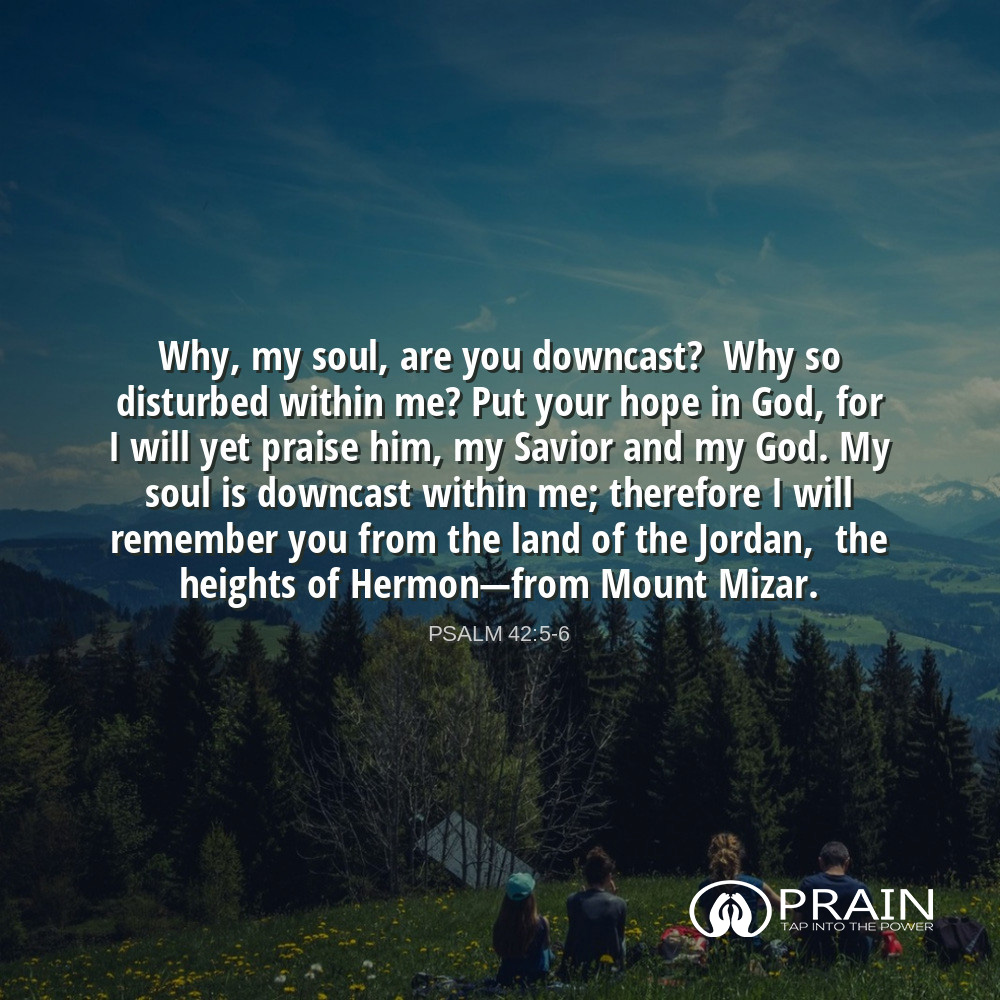 Why, my soul, are you downcast?  Why so
disturbed within me? Put your hope in God, for
I will yet praise him, my Savior and my God. My
soul is downcast within me; therefore I will
remember you from the land of the Jordan,  the
heights of Hermon—from Mount Mizar.
PSALM 42:5-6
PRAIN
TAP INTO THE POWER